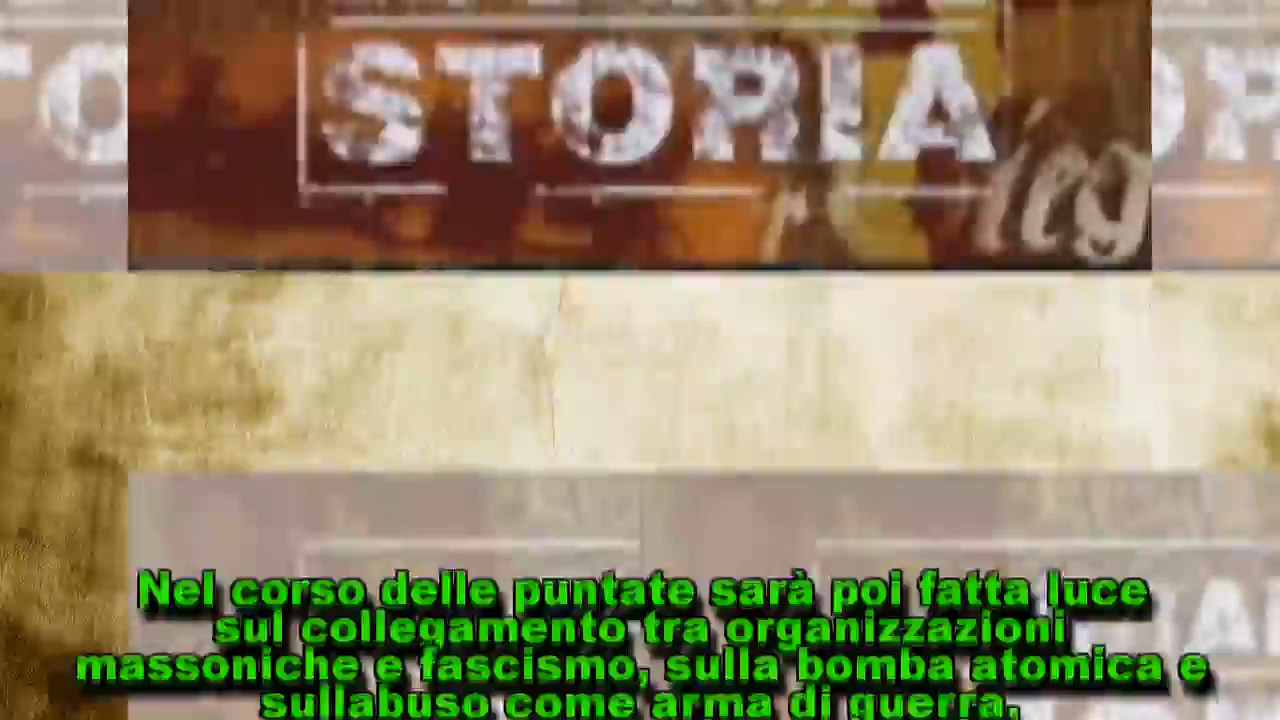 STORIA
Nel corso delle puntate sarà poi fatta luce
sul collegamento tra organizzazioni
massoniche e fascismo, sulla bomba atomica e
sullabuso come arma di guerra.